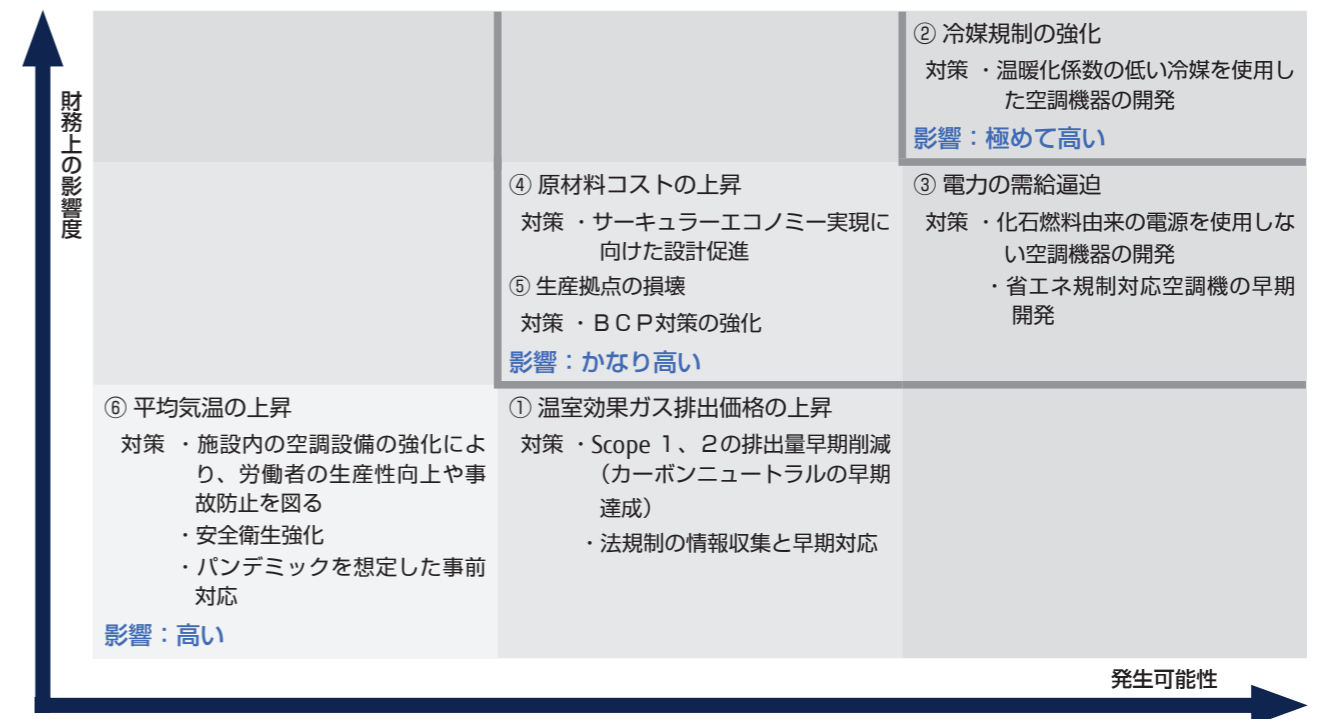 財務上の影響度
② 冷媒規制の強化
対策 ・温暖化係数の低い冷媒を使用し
た空調機器の開発
影響：極めて高い
④ 原材料コストの上昇
対策 ・サーキュラーエコノミー実現に
向けた設計促進
⑤ 生産拠点の損壊
対策 ・ＢＣＰ対策の強化
影響：かなり高い
③ 電力の需給逼迫
対策 ・化石燃料由来の電源を使用しな
い空調機器の開発
・省エネ規制対応空調機の早期
開発
⑥ 平均気温の上昇
対策 ・施設内の空調設備の強化によ
り、労働者の生産性向上や事
故防止を図る
・安全衛生強化
・パンデミックを想定した事前
対応
影響：高い
① 温室効果ガス排出価格の上昇
対策 ・Scope １、２の排出量早期削減
（カーボンニュートラルの早期
達成）
・法規制の情報収集と早期対応
発生可能性